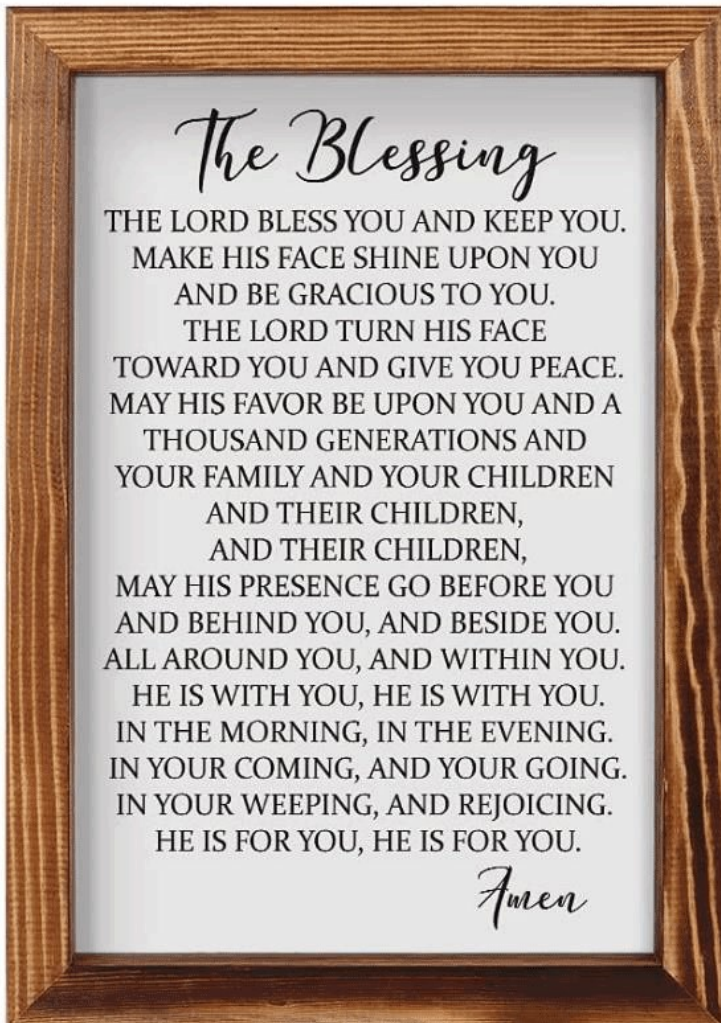 The Blessing
THE LORD BLESS YOU AND KEEP YOU.
MAKE HIS FACE SHINE UPON YOU
AND BE GRACIOUS TO YOU.
THE LORD TURN HIS FACE
TOWARD YOU AND GIVE YOU PEACE.
MAY HIS FAVOR BE UPON YOU AND A
THOUSAND GENERATIONS AND
YOUR FAMILY AND YOUR CHILDREN
AND THEIR CHILDREN,
AND THEIR CHILDREN,
MAY HIS PRESENCE GO BEFORE YOU
AND BEHIND YOU, AND BESIDE YOU.
ALL AROUND YOU, AND WITHIN YOU.
HE IS WITH YOU, HE IS WITH YOU.
IN THE MORNING, IN THE EVENING.
IN YOUR COMING, AND YOUR GOING.
IN YOUR WEEPING, AND REJOICING.
HE IS FOR YOU, HE IS FOR YOU.
Amen